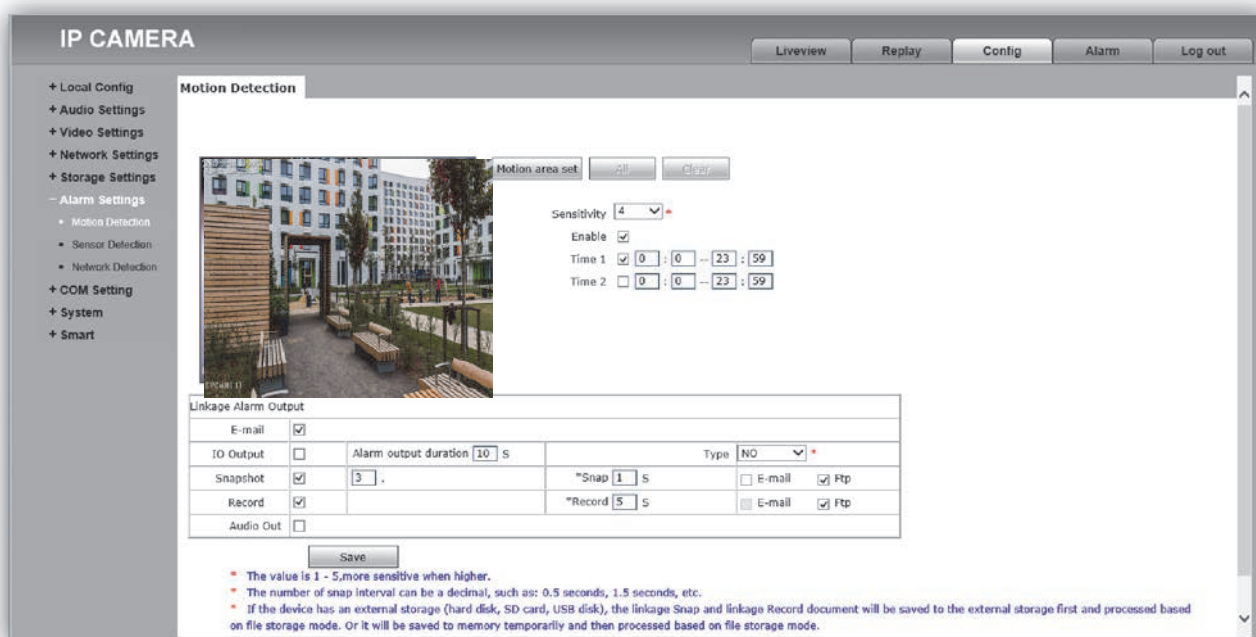 IP CAMERA
Liveview Replay Config Alarm Log out
+ Local Config
+ Audio Settings
+ Video Settings
+ Network Settings
+ Storage Settings
− Alarm Settings
• Motion Detection
• Sensor Detection
• Network Detection
+ COM Setting
+ System
+ Smart
Motion Detection
Motion area set All Clear
Sensitivity 4 *
Enable
Time 1 0 : 0 -- 23 : 59
Time 2 0 : 0 -- 23 : 59
Linkage Alarm Output
E-mail
IO Output Alarm output duration 10 S Type NO *
Snapshot 3 . *Snap 1 S E-mail Ftp
Record *Record 5 S E-mail Ftp
Audio Out
Save
* The value is 1 - 5,more sensitive when higher.
* The number of snap interval can be a decimal, such as: 0.5 seconds, 1.5 seconds, etc.
* If the device has an external storage (hard disk, SD card, USB disk), the linkage Snap and linkage Record document will be saved to the external storage first and processed based
on file storage mode. Or it will be saved to memory temporarily and then processed based on file storage mode.